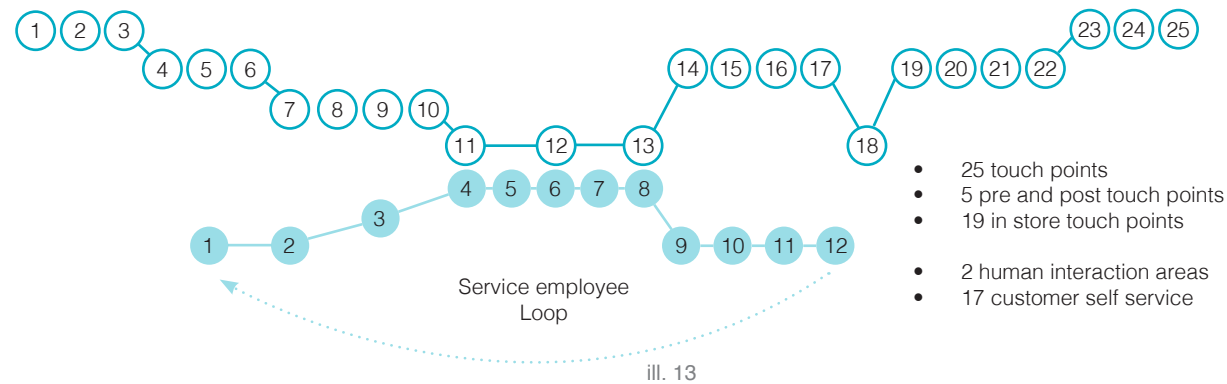 1 2 3
4 5 6
7 8 9 10
11 12 13
14 15 16 17
18
19 20 21 22
23 24 25
1 2 3 4 5 6 7 8 9 10 11 12
Service employee
Loop
• 25 touch points
• 5 pre and post touch points
• 19 in store touch points
• 2 human interaction areas
• 17 customer self service
ill. 13